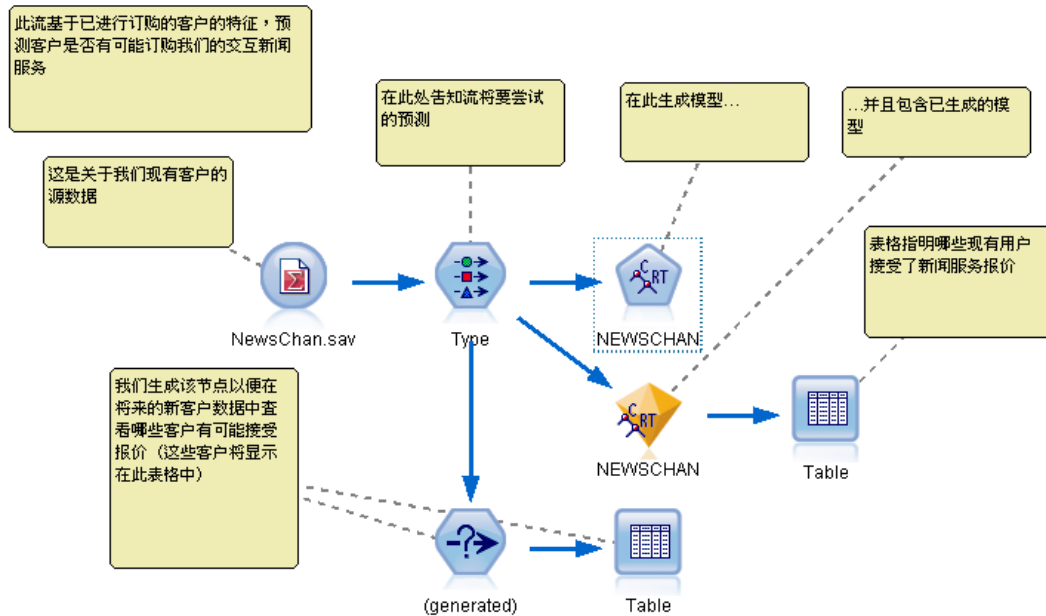 此流基于已进行订购的客户的特征，预
测客户是否有可能订购我们的交互新闻
服务
在此处告知流将要尝试
的预测
在此生成模型...
...并且包含已生成的模
型
这是关于我们现有客户的
源数据
表格指明哪些现有用户
接受了新闻服务报价
C
RT
NewsChan.sav
Type
NEWSCHAN
我们生成该节点以便在
将来的新客户数据中查
看哪些客户有可能接受
报价（这些客户将显示
在此表格中）
C
RT
NEWSCHAN
Table
?
(generated)
Table